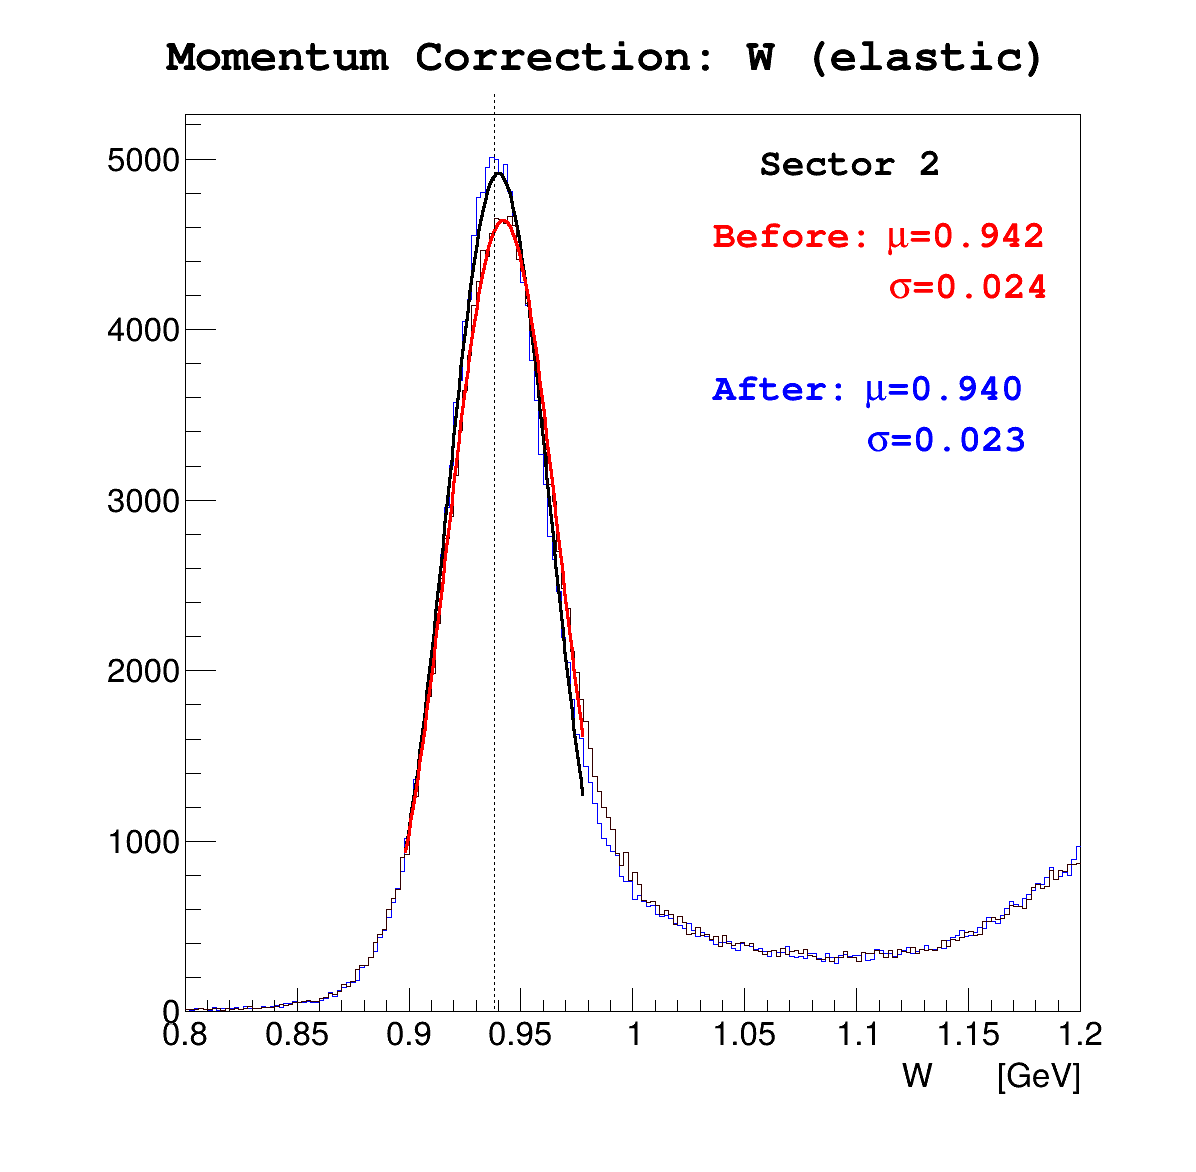 Momentum Correction: W (elastic)
Sector 2
Before: μ=0.942
σ=0.024
After: μ=0.940
σ=0.023
5000
4000
3000
2000
1000
0
0.8 0.85 0.9 0.95 1 1.05 1.1 1.15 1.2
W [GeV]